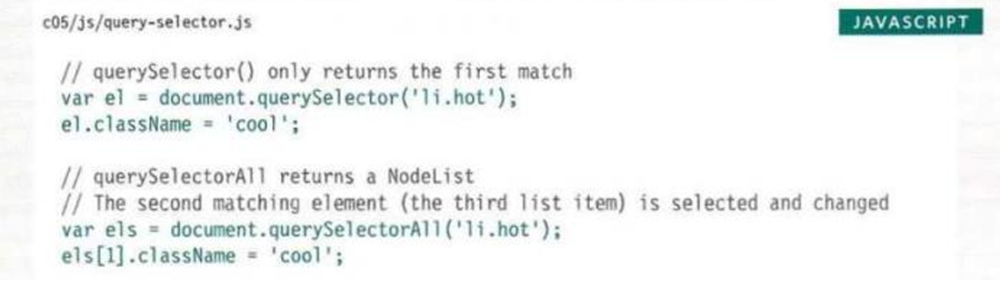 c05/js/query-selector.js
JAVASCRIPT
// querySelector() only returns the first match
var el = document.querySelector('li.hot');
el.className = 'cool';
// querySelectorAll returns a NodeList
// The second matching element (the third list item) is selected and changed
var els = document.querySelectorAll('li.hot');
els[1].className = 'cool';